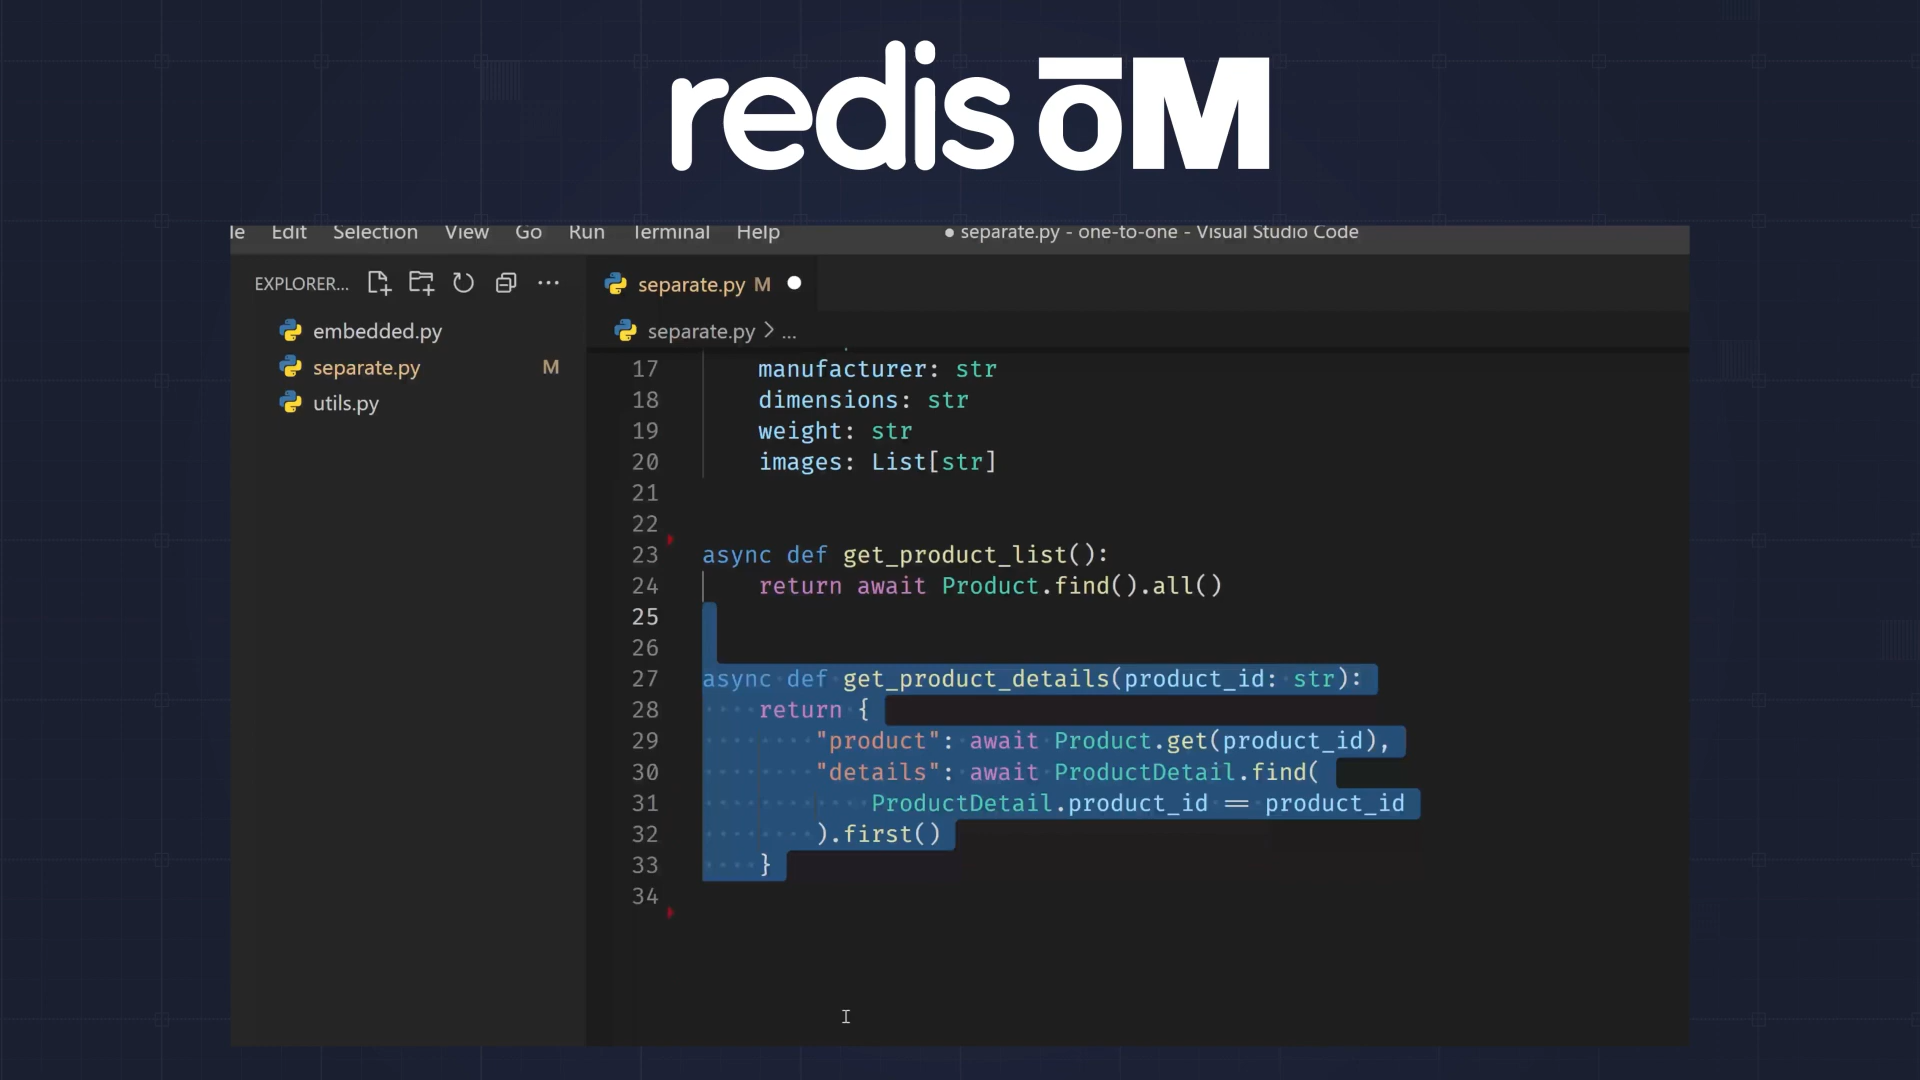 redis ōM
le Edit Selection View Go Run Terminal Help ● separate.py - one-to-one - Visual Studio Code
EXPLORER... separate.py M
embedded.py
separate.py M
utils.py
separate.py > ...
17 manufacturer: str
18 dimensions: str
19 weight: str
20 images: List[str]
21
22
23 async def get_product_list():
24 return await Product.find().all()
25
26
27 async def get_product_details(product_id: str):
28 return {
29 "product": await Product.get(product_id),
30 "details": await ProductDetail.find(
31 ProductDetail.product_id == product_id
32 ).first()
33 }
34